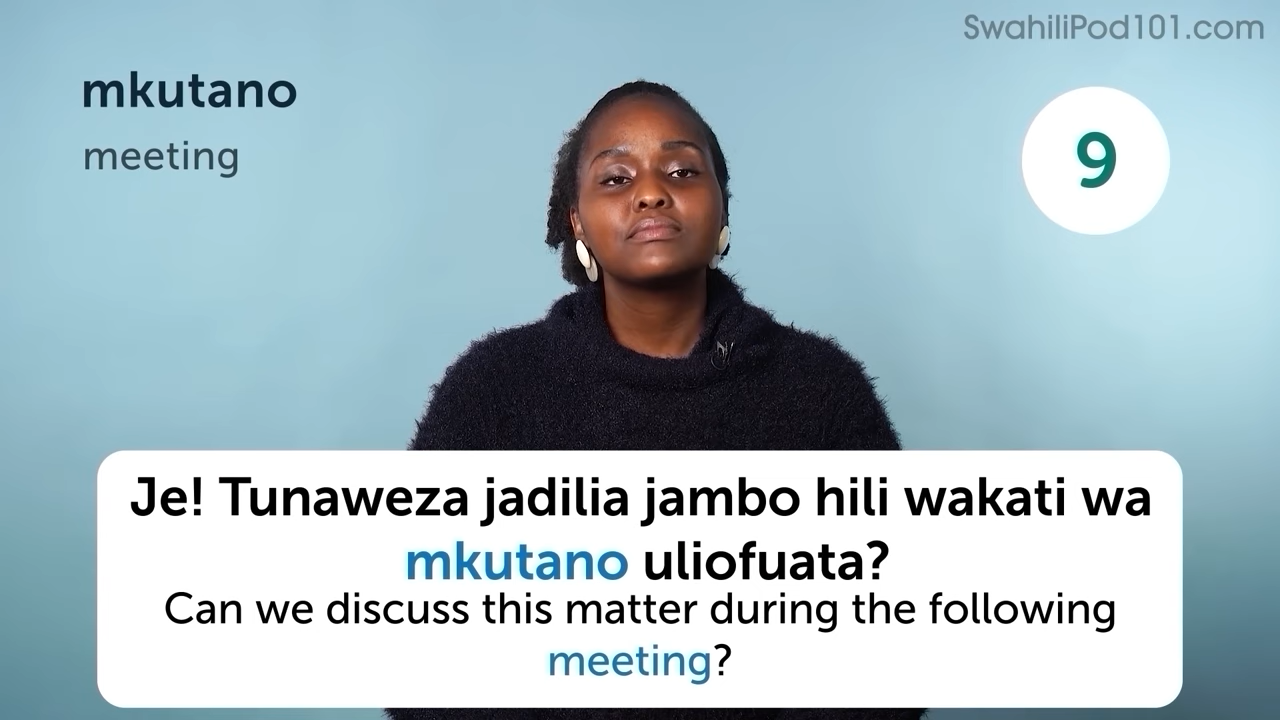 SwahiliPod101.com
mkutano
meeting
9
Je! Tunaweza jadilia jambo hili wakati wa
mkutano uliofuata?
Can we discuss this matter during the following
meeting?